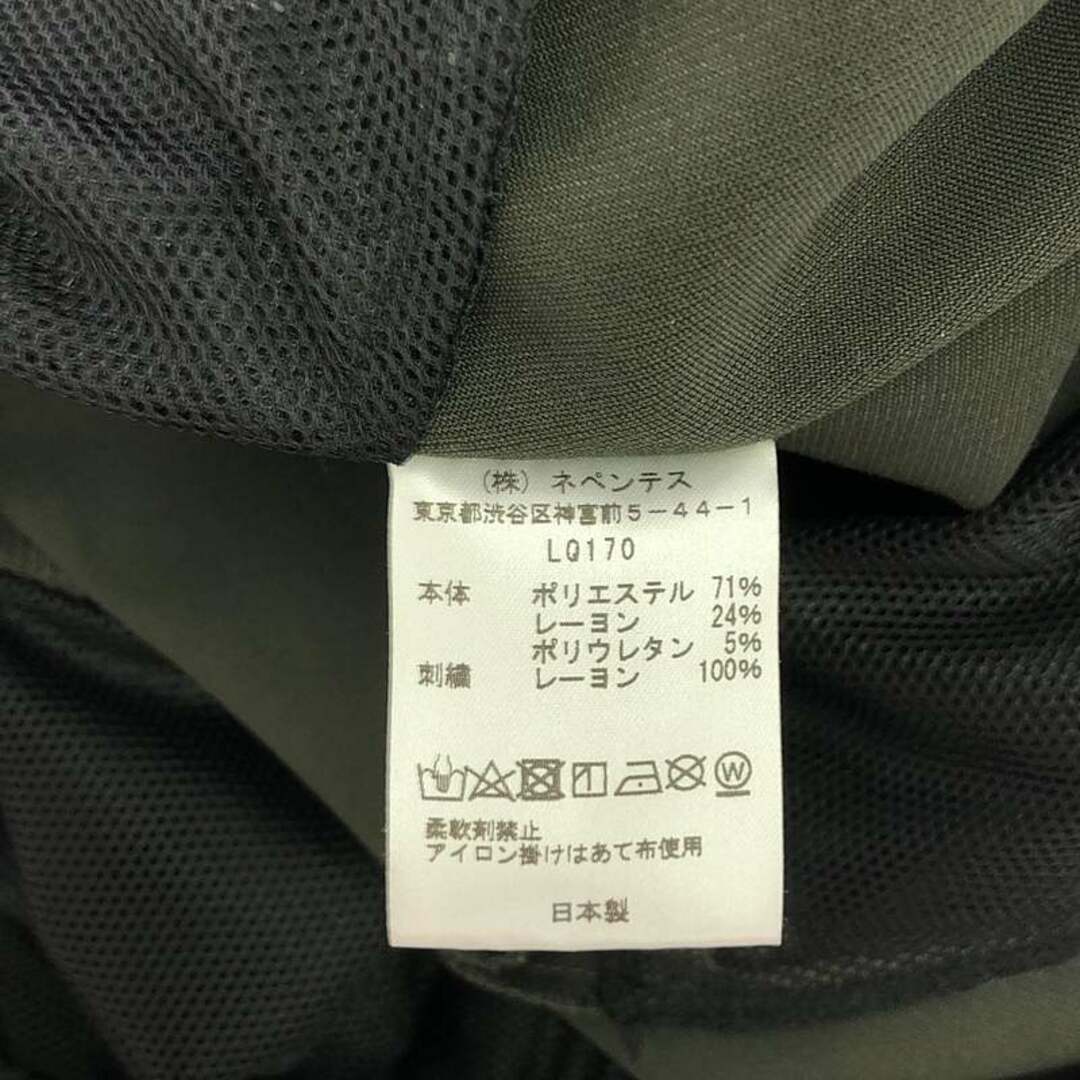 （株）ネペンテス
東京都渋谷区神宮前５－４４－１
LQ170
本体 ポリエステル 71%
レーヨン 24%
ポリウレタン 5%
刺繍 レーヨン 100%
W
柔軟剤禁止
アイロン掛けはあて布使用
日本製